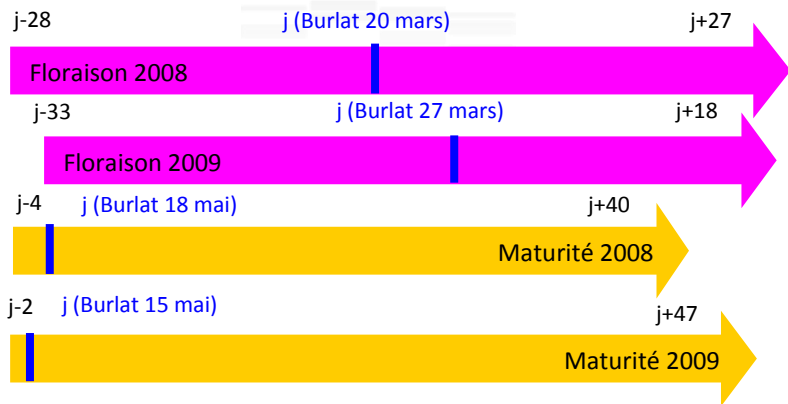 j-28 j (Burlat 20 mars) j+27
Floraison 2008
j-33 j (Burlat 27 mars) j+18
Floraison 2009
j-4 j (Burlat 18 mai) j+40
Maturité 2008
j-2 j (Burlat 15 mai) j+47
Maturité 2009